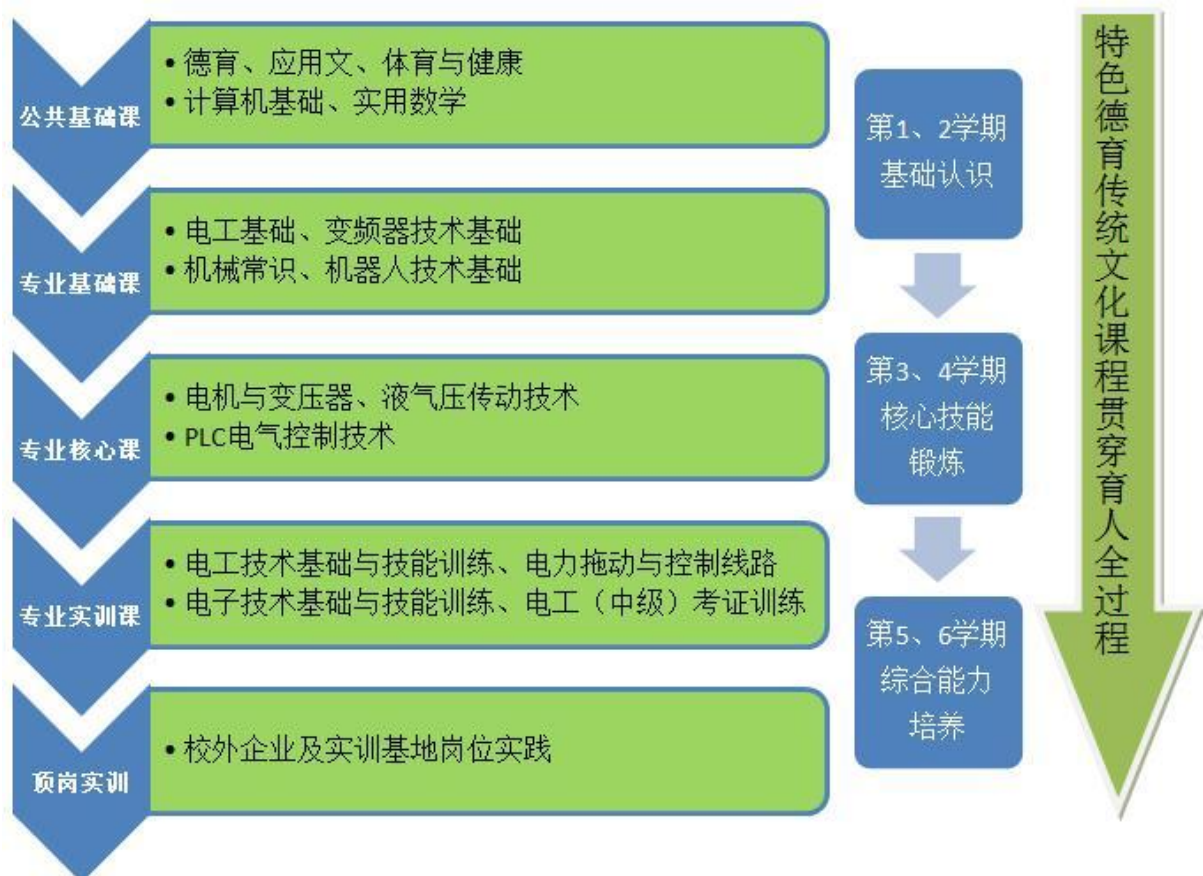 公共基础课
• 德育、应用文、体育与健康
• 计算机基础、实用数学
专业基础课
• 电工基础、变频器技术基础
• 机械常识、机器人技术基础
专业核心课
• 电机与变压器、液气压传动技术
• PLC电气控制技术
专业实训课
• 电工技术基础与技能训练、电力拖动与控制线路
• 电子技术基础与技能训练、电工（中级）考证训练
顶岗实训
• 校外企业及实训基地岗位实践
第1、2学期
基础认识
第3、4学期
核心技能
锻炼
第5、6学期
综合能力
培养
特色德育传统文化课程贯穿育人全过程